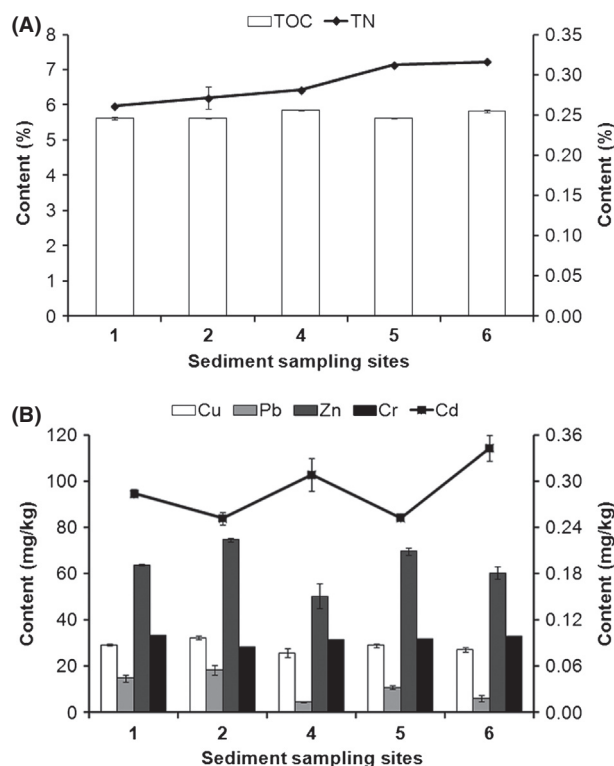 (A)
TOC TN
8 0.35
7 0.30
6 0.25
5 0.20
4
3 0.15
2 0.10
1 0.05
0 0.00
Content (%)
Content (%)
1 2 4 5 6
Sediment sampling sites
(B)
Cu Pb Zn Cr Cd
120 0.36
100 0.30
80 0.24
60 0.18
40 0.12
20 0.06
0 0.00
Content (mg/kg)
Content (mg/kg)
1 2 4 5 6
Sediment sampling sites